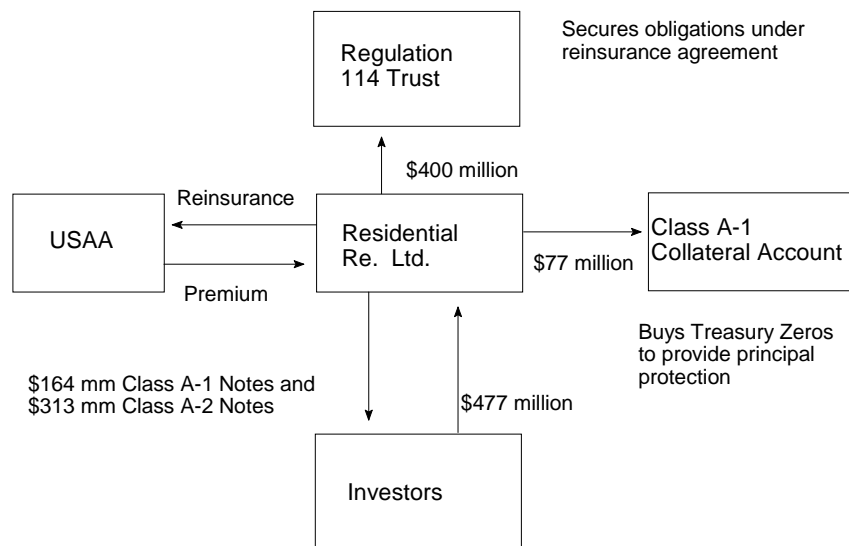 Regulation
114 Trust
Secures obligations under
reinsurance agreement
$400 million
Reinsurance
USAA
Premium
Residential
Re. Ltd.
$77 million
Class A-1
Collateral Account
Buys Treasury Zeros
to provide principal
protection
$164 mm Class A-1 Notes and
$313 mm Class A-2 Notes
$477 million
Investors